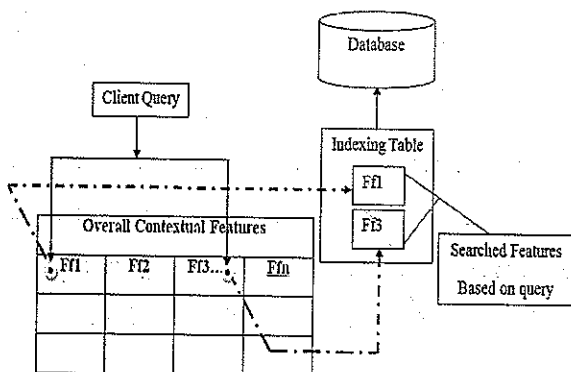 Database
Client Query
Indexing Table
Ff1
Ff3
Overall Contextual Features
Ff1 Ff2 Ff3... Ffn
Searched Features
Based on query